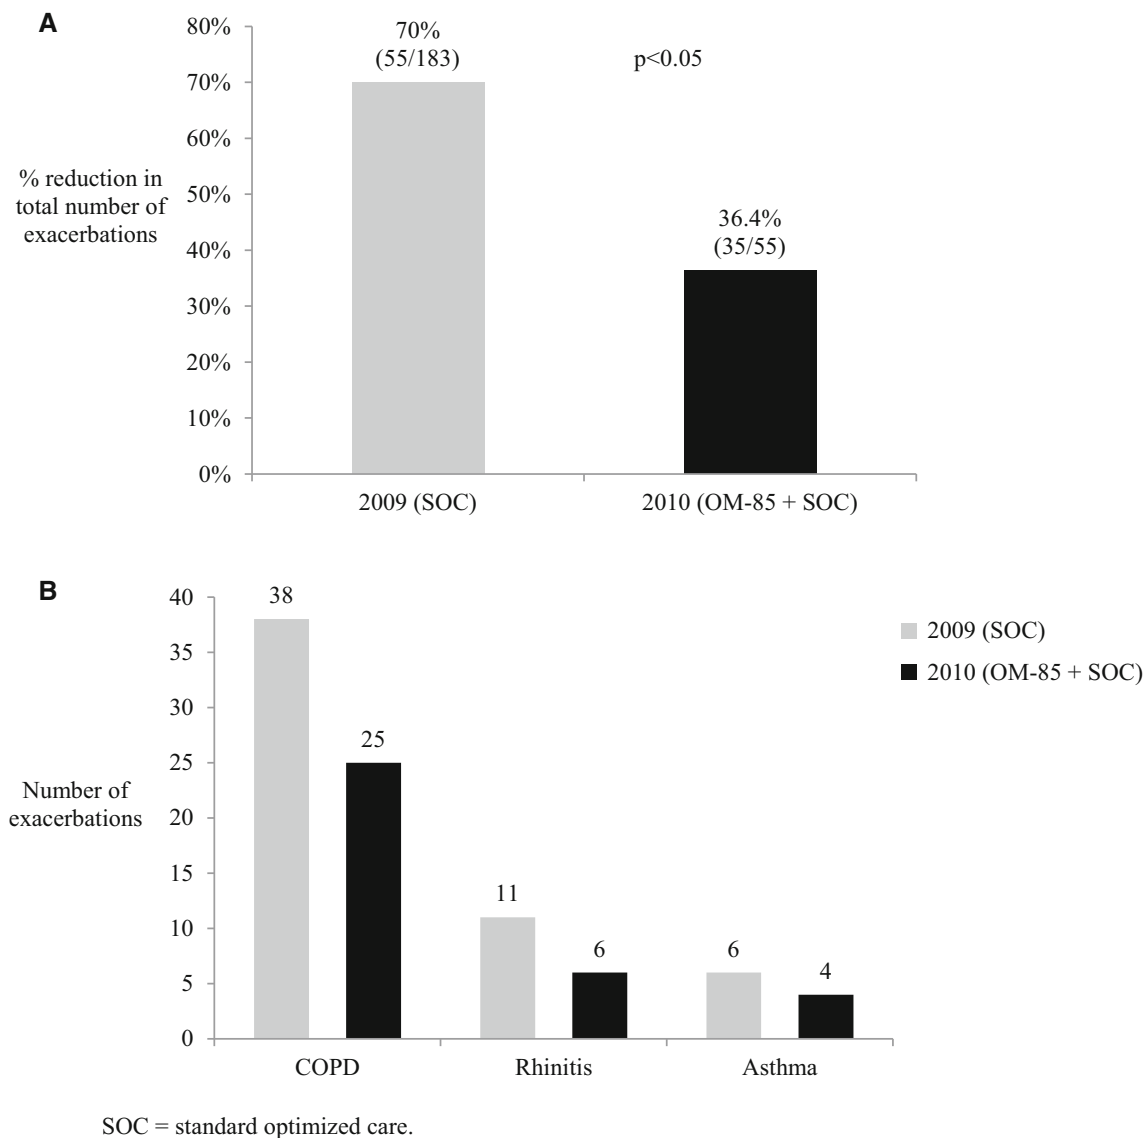 A
80%
70%
60%
50%
40%
30%
20%
10%
0%
% reduction in
total number of
exacerbations
70%
(55/183)
p<0.05
36.4%
(35/55)
2009 (SOC)
2010 (OM-85 + SOC)
B
40
35
30
25
20
15
10
5
0
Number of
exacerbations
38
25
11
6
6
4
COPD
Rhinitis
Asthma
2009 (SOC)
2010 (OM-85 + SOC)
SOC = standard optimized care.